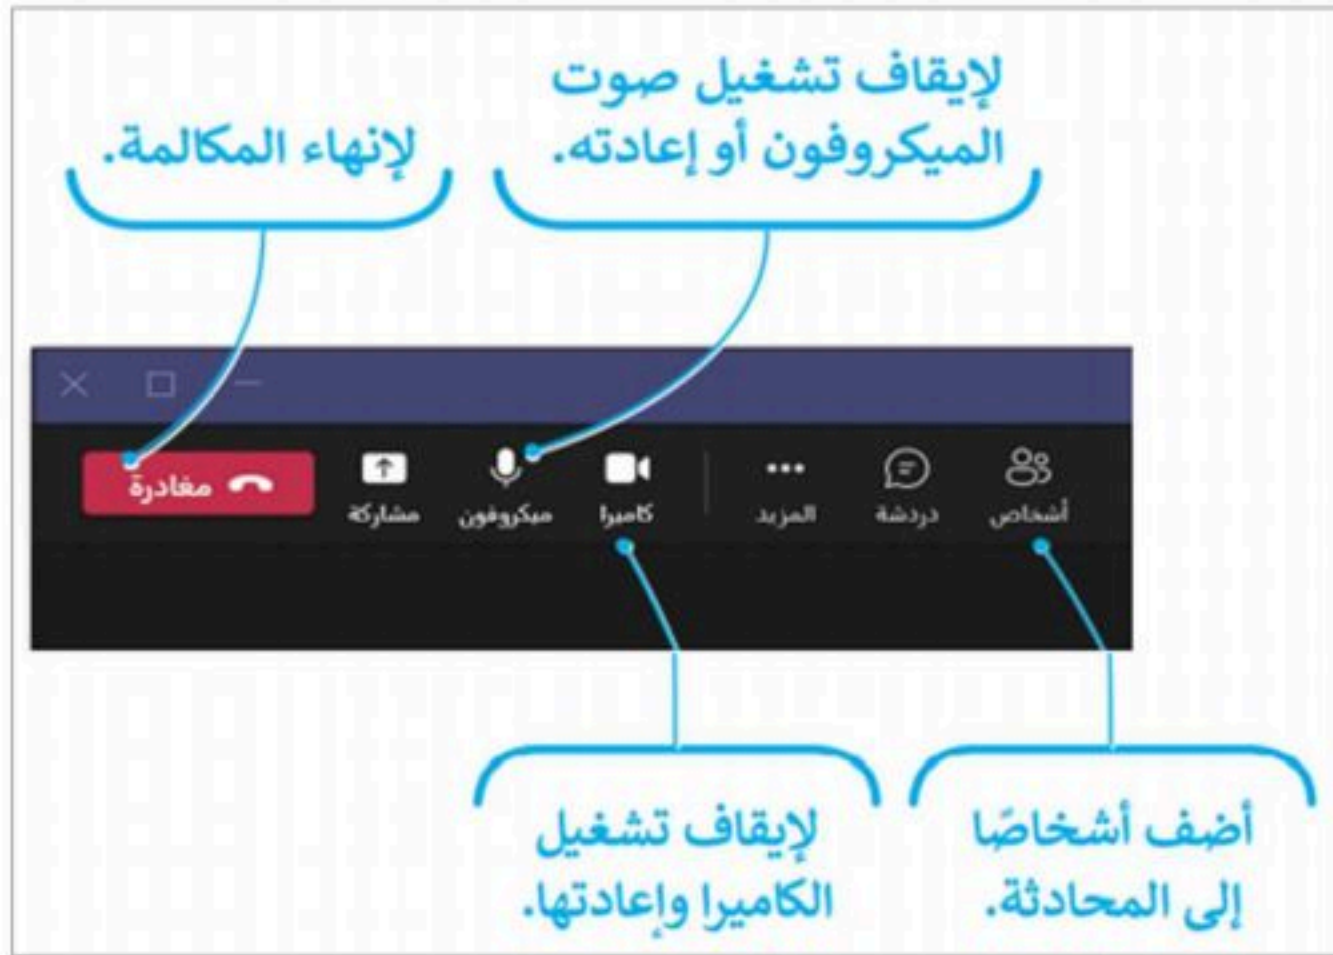 لإيقاف تشغيل صوت
الميكروفون أو إعادته.
لإنهاء المكالمة.
أشخاص
دردشة
المزيد
كاميرا
ميكروفون
مشاركة
مغادرة
أضف أشخاصًا
إلى المحادثة.
لإيقاف تشغيل
الكاميرا وإعادتها.